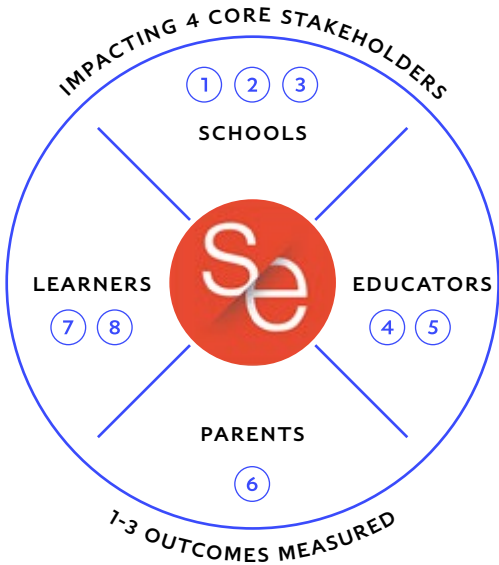 IMPACTING 4 CORE STAKEHOLDERS
1 2 3
SCHOOLS
Se
LEARNERS
7 8
EDUCATORS
4 5
PARENTS
6
1-3 OUTCOMES MEASURED